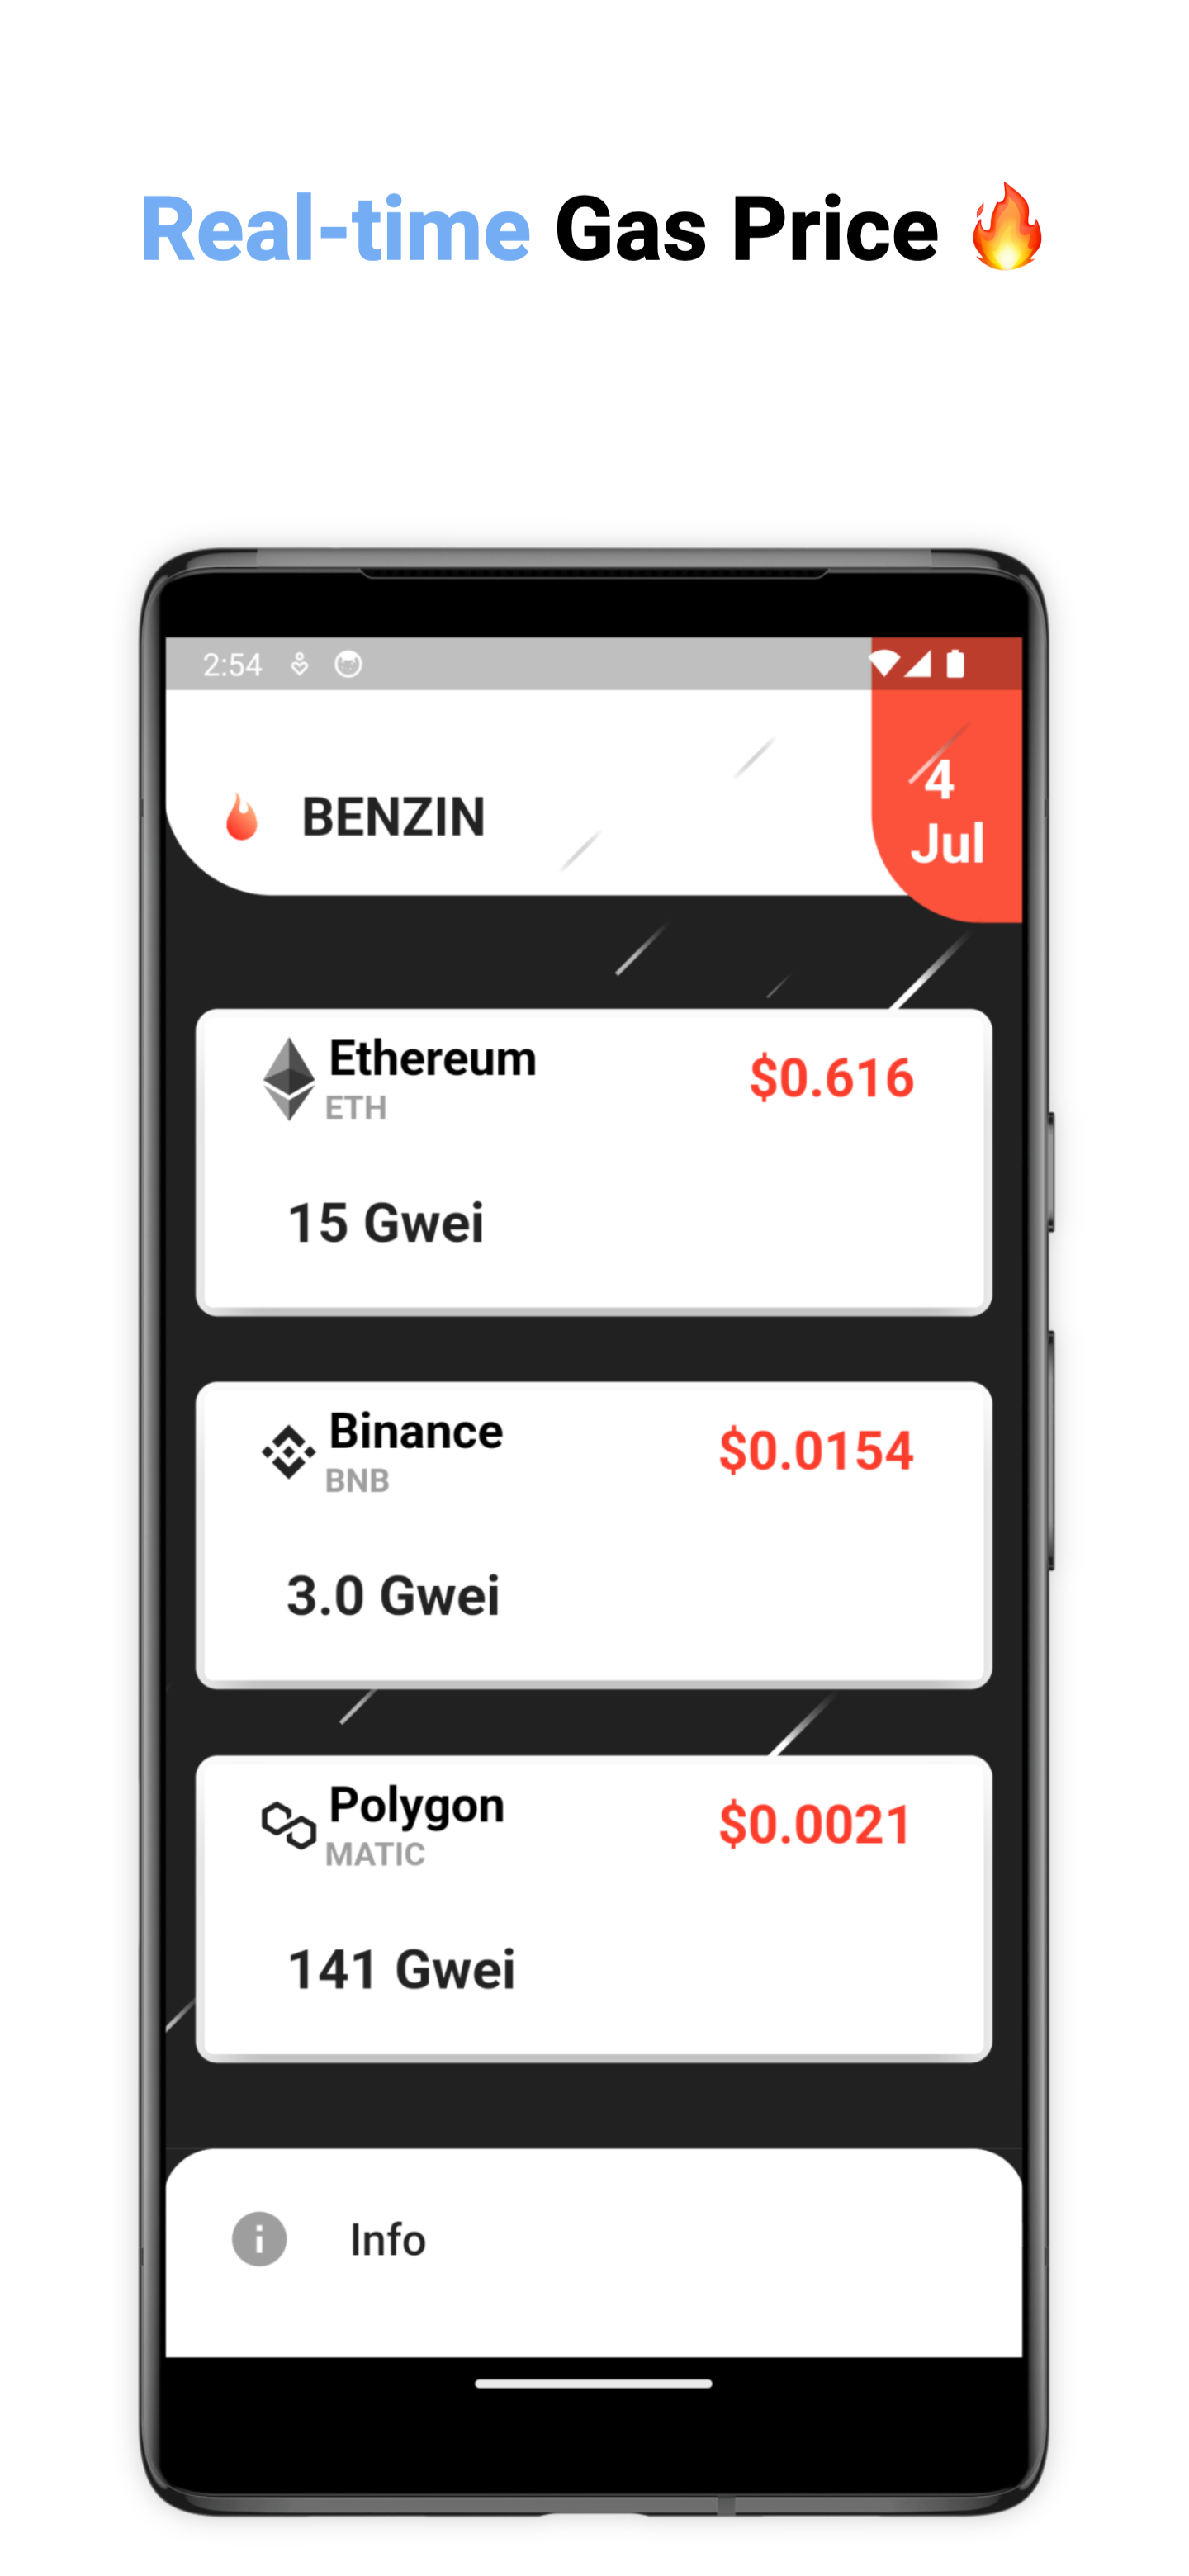 Real-time Gas Price 🔥
2:54
BENZIN
4
Jul
Ethereum
ETH
$0.616
15 Gwei
Binance
BNB
$0.0154
3.0 Gwei
Polygon
MATIC
$0.0021
141 Gwei
Info